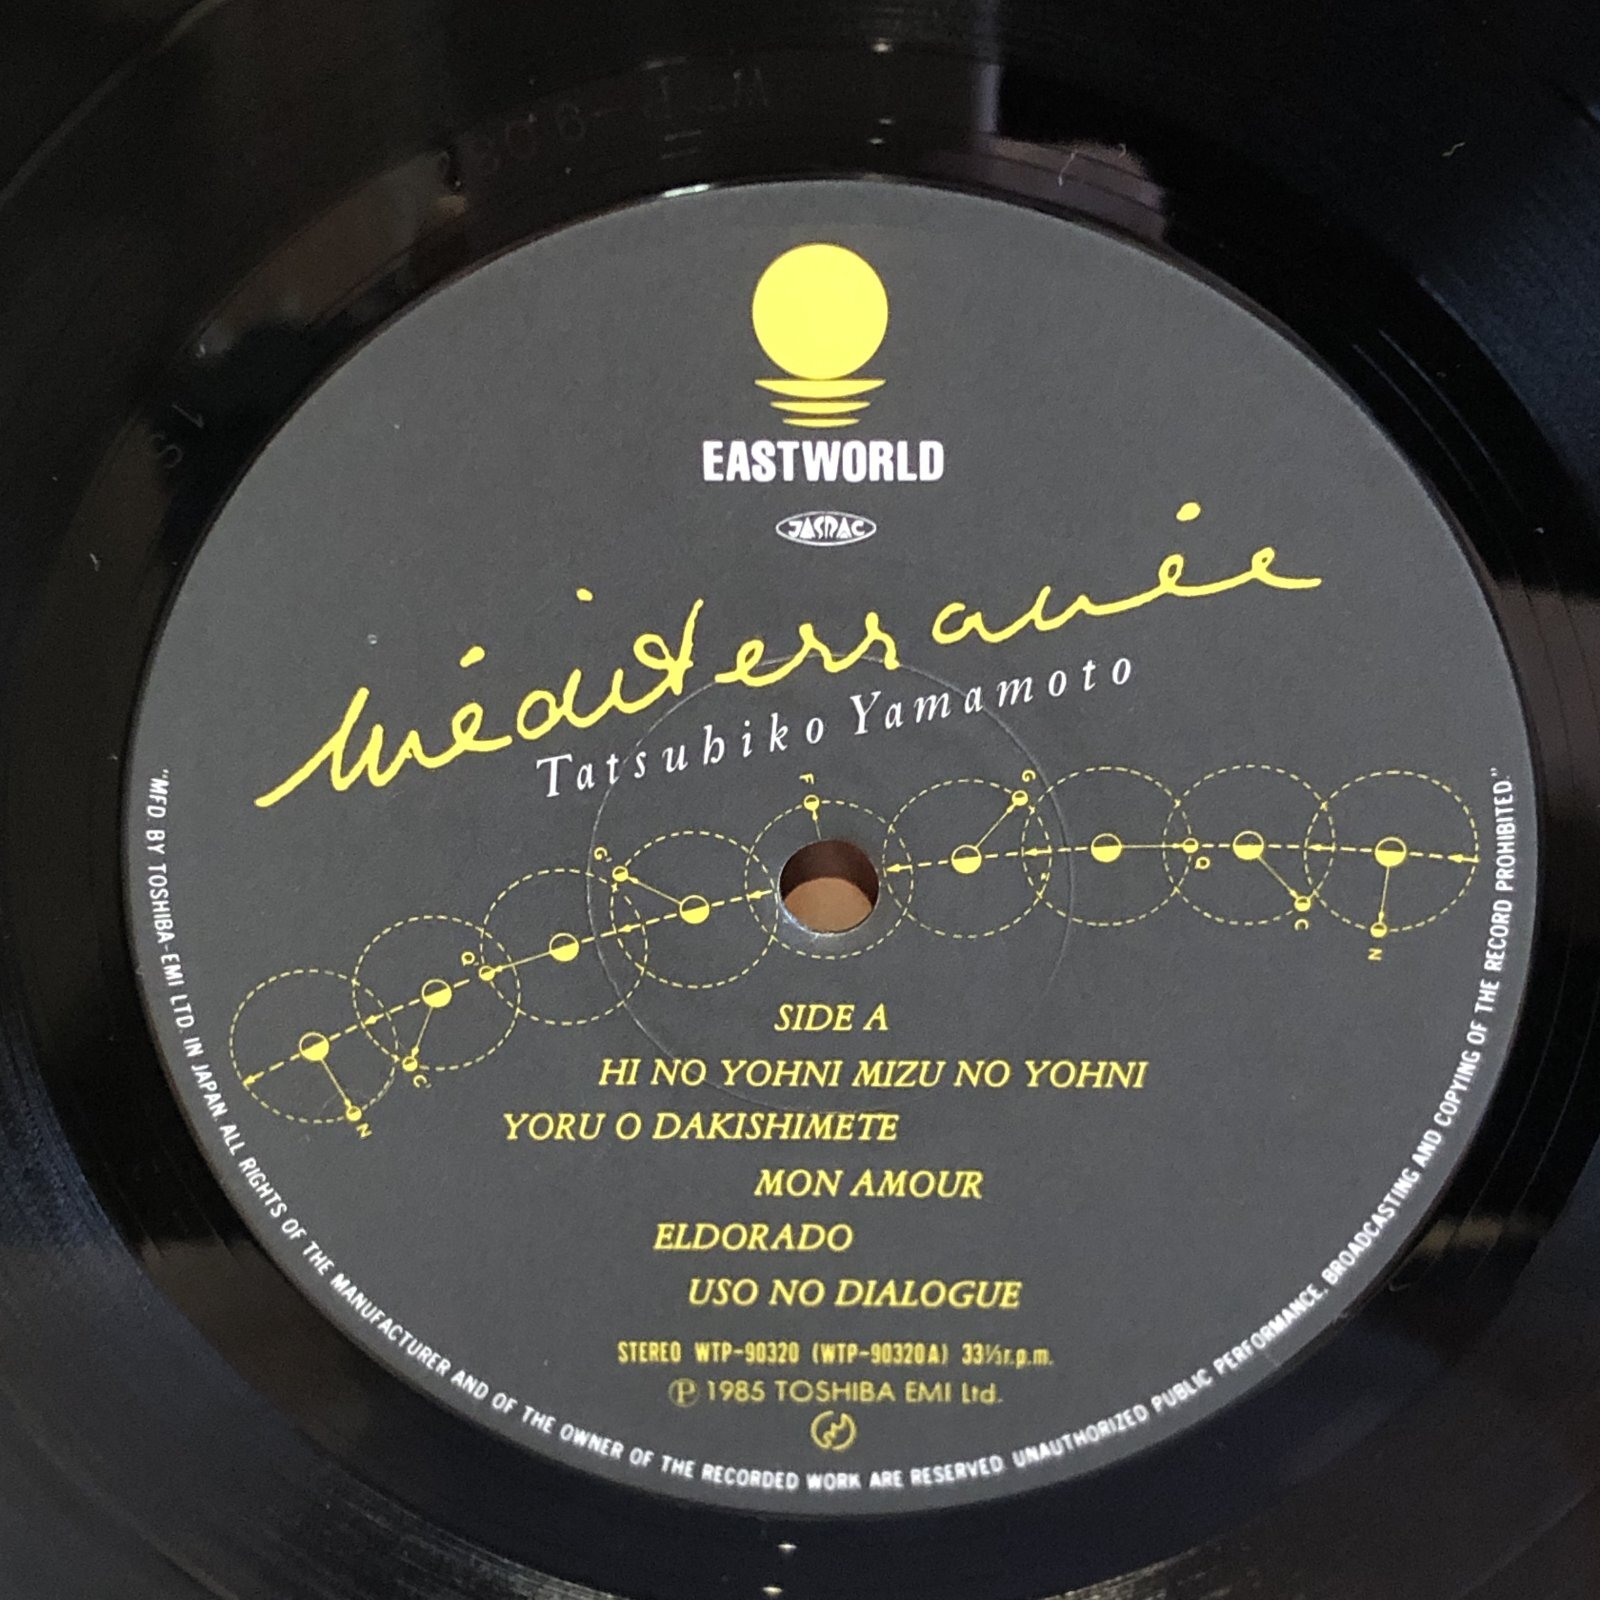 EASTWORLD
JASRAC
Méditerranée
Tatsuhiko Yamamoto
F
G
G
Q
Q
C
C
N
N
SIDE A
HI NO YOHNI MIZU NO YOHNI
YORU O DAKISHIMETE
MON AMOUR
ELDORADO
USO NO DIALOGUE
STEREO WTP-90320 (WTP-90320A) 33⅓r.p.m.
Ⓟ 1985 TOSHIBA EMI Ltd.
"MFD BY TOSHIBA-EMI LTD. IN JAPAN. ALL RIGHTS OF THE MANUFACTURER AND OF THE OWNER OF THE RECORDED WORK ARE RESERVED UNAUTHORIZED PUBLIC PERFORMANCE, BROADCASTING AND COPYING OF THE RECORD PROHIBITED."